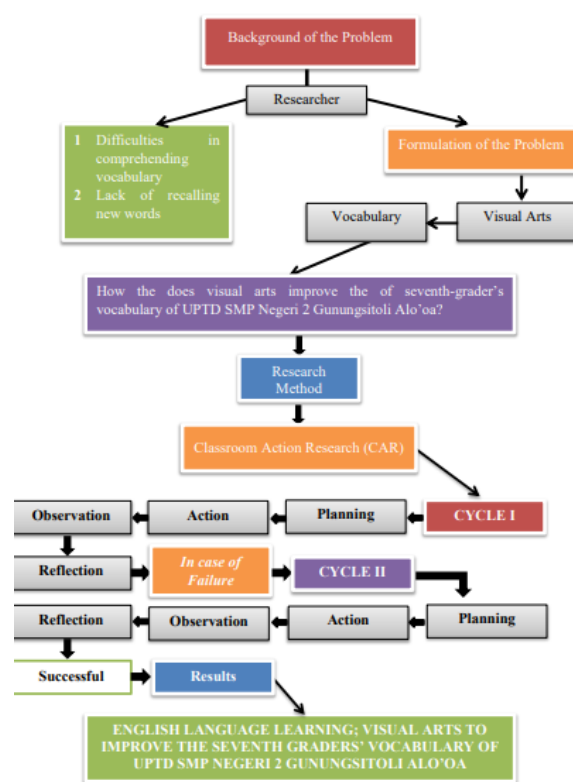 Background of the Problem
Researcher
1 Difficulties in
comprehending
vocabulary
2 Lack of recalling
new words
Formulation of the Problem
Vocabulary
Visual Arts
How the does visual arts improve the of seventh-grader's
vocabulary of UPTD SMP Negeri 2 Gunungsitoli Alo'oa?
Research
Method
Classroom Action Research (CAR)
Observation
Action
Planning
CYCLE I
Reflection
In case of
Failure
CYCLE II
Reflection
Observation
Action
Planning
Successful
Results
ENGLISH LANGUAGE LEARNING; VISUAL ARTS TO
IMPROVE THE SEVENTH GRADERS' VOCABULARY OF
UPTD SMP NEGERI 2 GUNUNGSITOLI ALO'OA